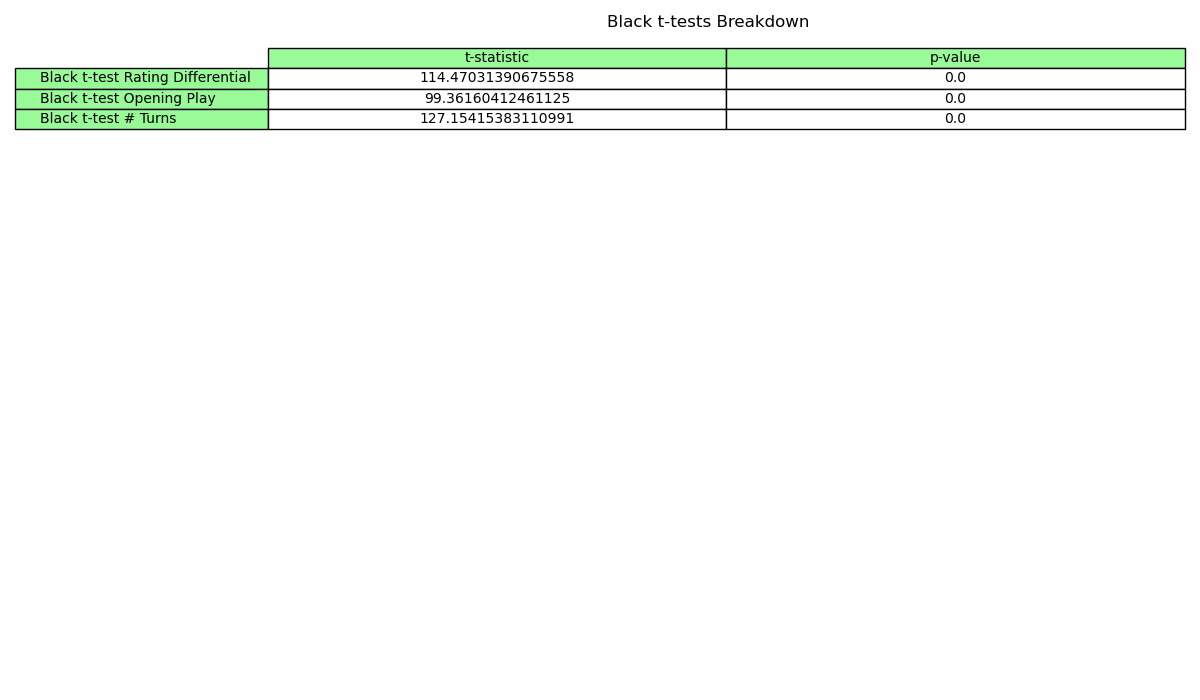 Black t-tests Breakdown
t-statistic p-value
Black t-test Rating Differential 114.47031390675558 0.0
Black t-test Opening Play 99.36160412461125 0.0
Black t-test # Turns 127.15415383110991 0.0